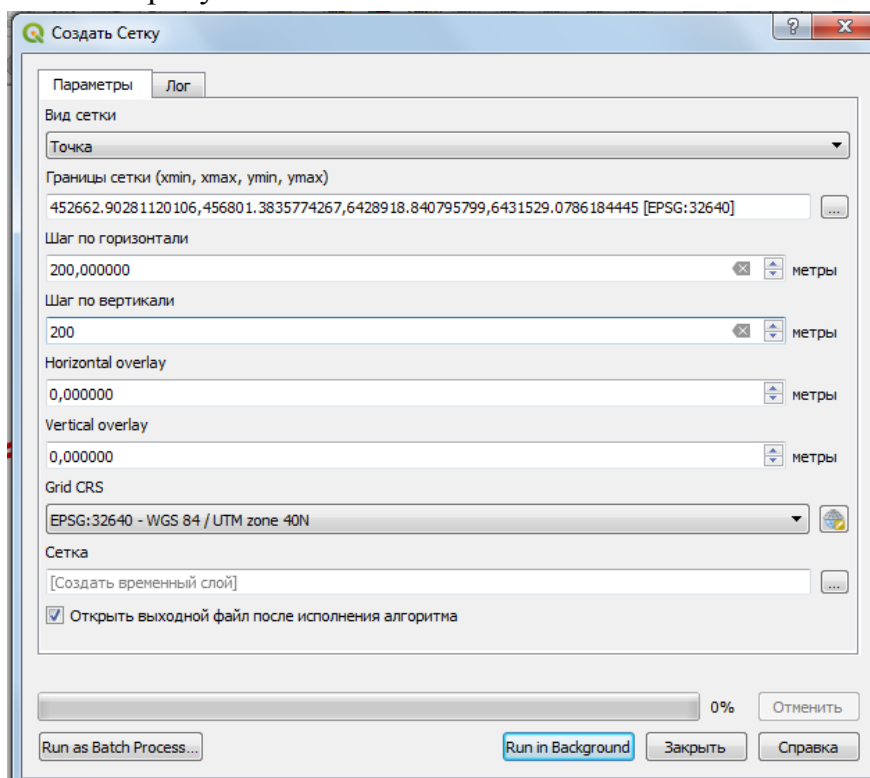 Создать Сетку
Параметры Лог
Вид сетки
Точка
Границы сетки (xmin, xmax, ymin, ymax)
452662.90281120106,456801.3835774267,6428918.840795799,6431529.0786184445 [EPSG:32640] ...
Шаг по горизонтали
200,000000 метры
Шаг по вертикали
200 метры
Horizontal overlay
0,000000 метры
Vertical overlay
0,000000 метры
Grid CRS
EPSG:32640 - WGS 84 / UTM zone 40N
Сетка
[Создать временный слой] ...
Открыть выходной файл после исполнения алгоритма
0% Отменить
Run as Batch Process... Run in Background Закрыть Справка